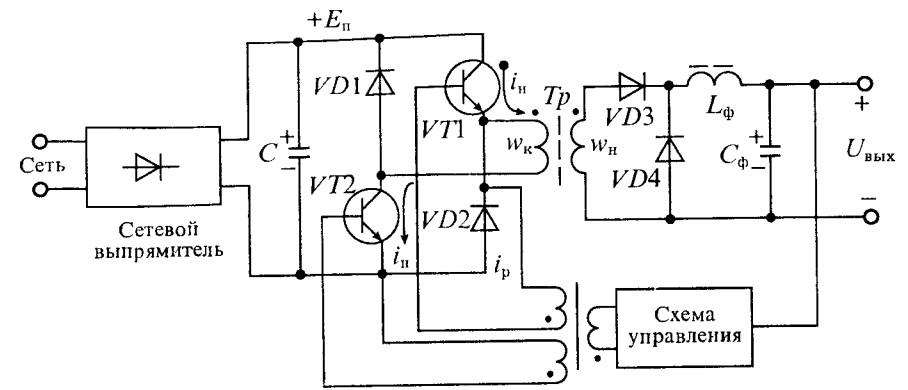 +Eп
VD1
iн
Тр
VT1
VD3
Lф
+
Сеть
C
+
−
wк
wн
VD4
Cф
+
−
Uвых
VT2
VD2
−
Сетевой
выпрямитель
iп
iр
Схема
управления